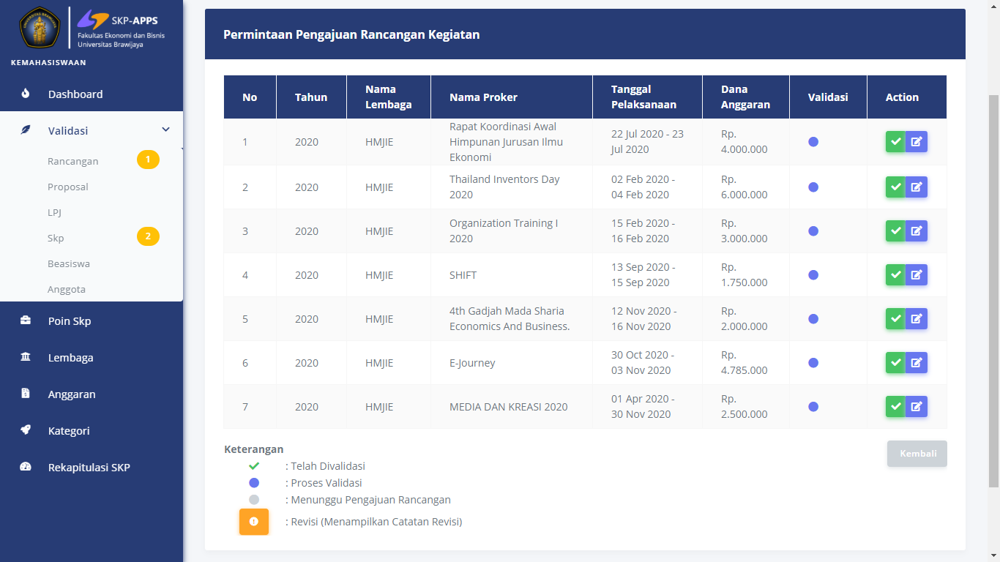 SKP-APPS
Fakultas Ekonomi dan Bisnis
Universitas Brawijaya
KEMAHASISWAAN
Dashboard
Validasi
Rancangan 1
Proposal
LPJ
Skp 2
Beasiswa
Anggota
Poin Skp
Lembaga
Anggaran
Kategori
Rekapitulasi SKP
Permintaan Pengajuan Rancangan Kegiatan
No
Tahun
Nama
Lembaga
Nama Proker
Tanggal
Pelaksanaan
Dana
Anggaran
Validasi
Action
1
2020
HMJIE
Rapat Koordinasi Awal
Himpunan Jurusan Ilmu
Ekonomi
22 Jul 2020 - 23
Jul 2020
Rp.
4.000.000
2
2020
HMJIE
Thailand Inventors Day
2020
02 Feb 2020 -
04 Feb 2020
Rp.
6.000.000
3
2020
HMJIE
Organization Training I
2020
15 Feb 2020 -
16 Feb 2020
Rp.
3.000.000
4
2020
HMJIE
SHIFT
13 Sep 2020 -
15 Sep 2020
Rp.
1.750.000
5
2020
HMJIE
4th Gadjah Mada Sharia
Economics And Business.
12 Nov 2020 -
16 Nov 2020
Rp.
2.000.000
6
2020
HMJIE
E-Journey
30 Oct 2020 -
03 Nov 2020
Rp.
4.785.000
7
2020
HMJIE
MEDIA DAN KREASI 2020
01 Apr 2020 -
30 Nov 2020
Rp.
2.500.000
Keterangan
: Telah Divalidasi
: Proses Validasi
: Menunggu Pengajuan Rancangan
: Revisi (Menampilkan Catatan Revisi)
Kembali